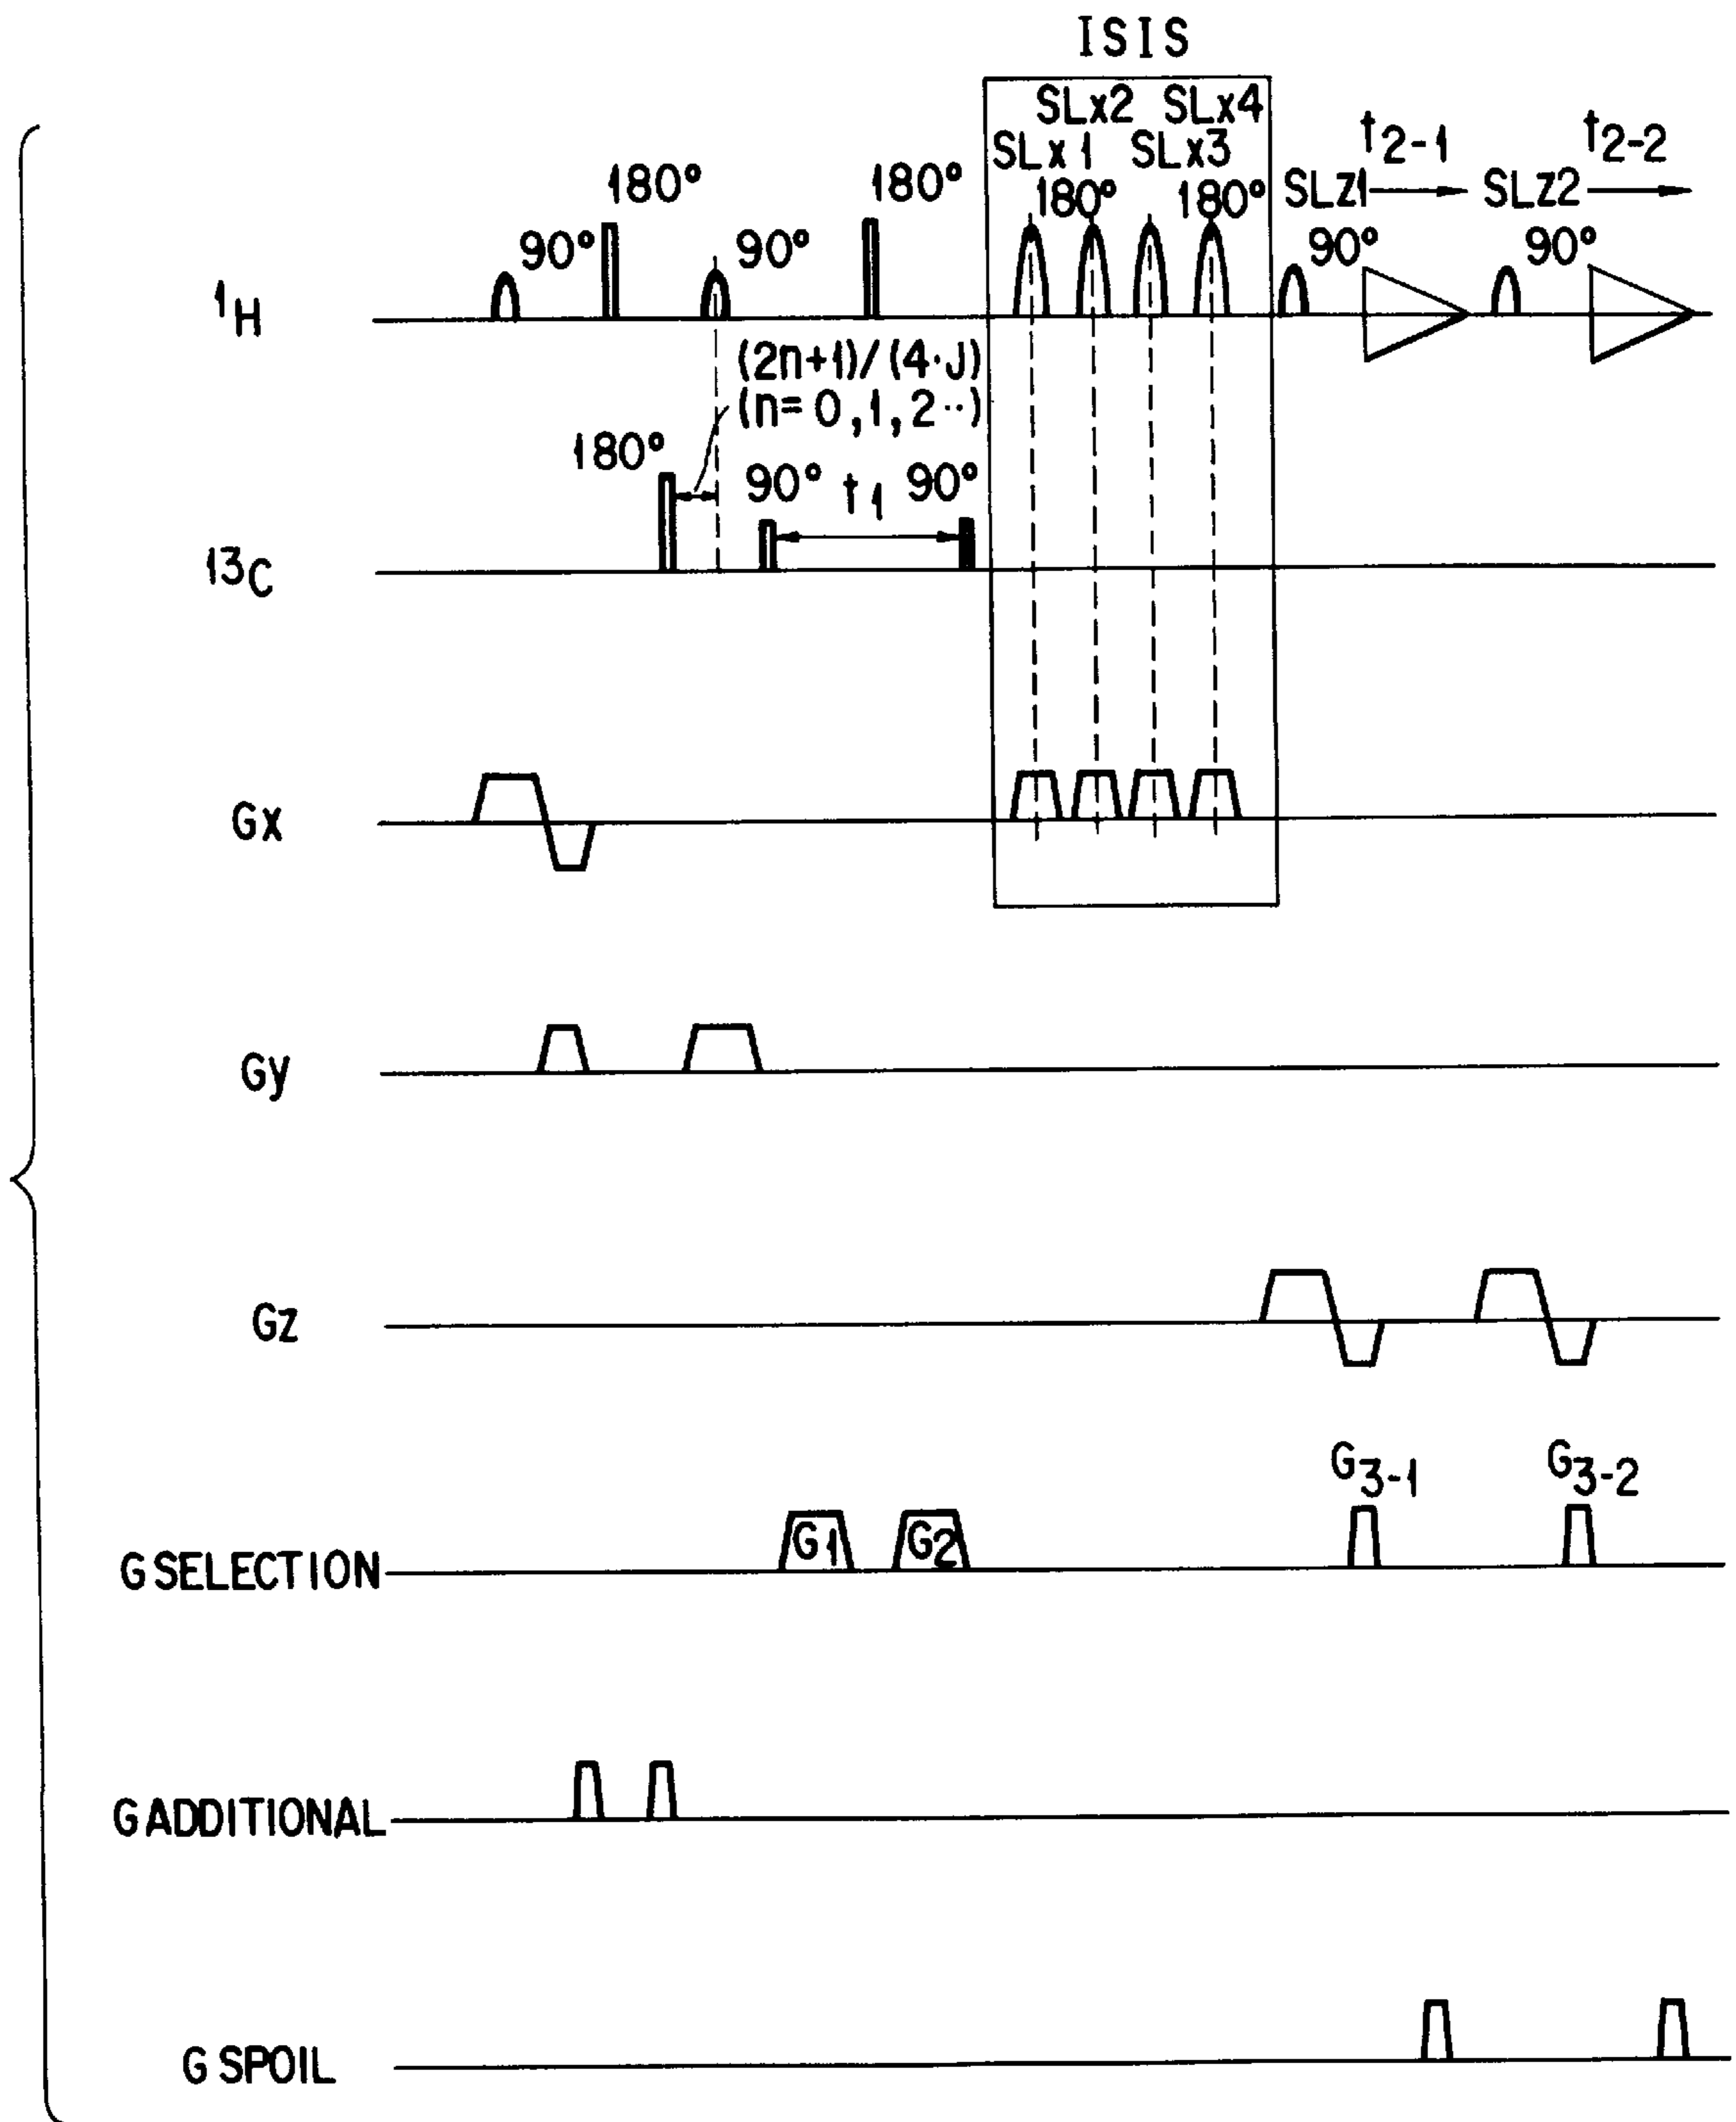 ISIS
SLx2 SLx4
SLx1 SLx3 t2-1 t2-2
180° 180° 180° 180° SLZ1 SLZ2
90° 90° 90° 90°
1H
(2n+1)/(4·J)
(n=0,1,2··)
180°
90° t1 90°
13C
Gx
Gy
Gz
G3-1 G3-2
G1 G2
G SELECTION
G ADDITIONAL
G SPOIL